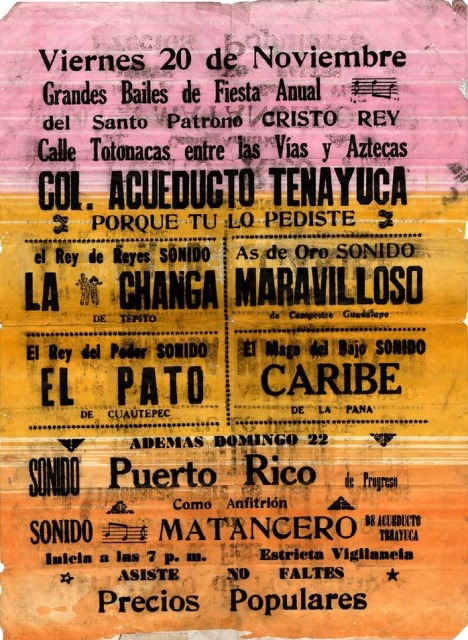 Viernes 20 de Noviembre
Grandes Bailes de Fiesta Anual
del Santo Patrono CRISTO REY
Calle Totonacas entre las Vías y Aztecas
COL. ACUEDUCTO TENAYUCA
PORQUE TU LO PEDISTE
el Rey de Reyes SONIDO
LA CHANGA
DE TEPITO
As de Oro SONIDO
MARAVILLOSO
de Campestre Guadalupe
El Rey del Poder SONIDO
EL PATO
DE CUAUTEPEC
El Mago del Bajo SONIDO
CARIBE
DE LA PANA
ADEMAS DOMINGO 22
SONIDO Puerto Rico de Progreso
Como Anfitrión
SONIDO MATANCERO DE ACUEDUCTO TENAYUCA
Inicia a las 7 p. m. Estricta Vigilancia
ASISTE NO FALTES
Precios Populares